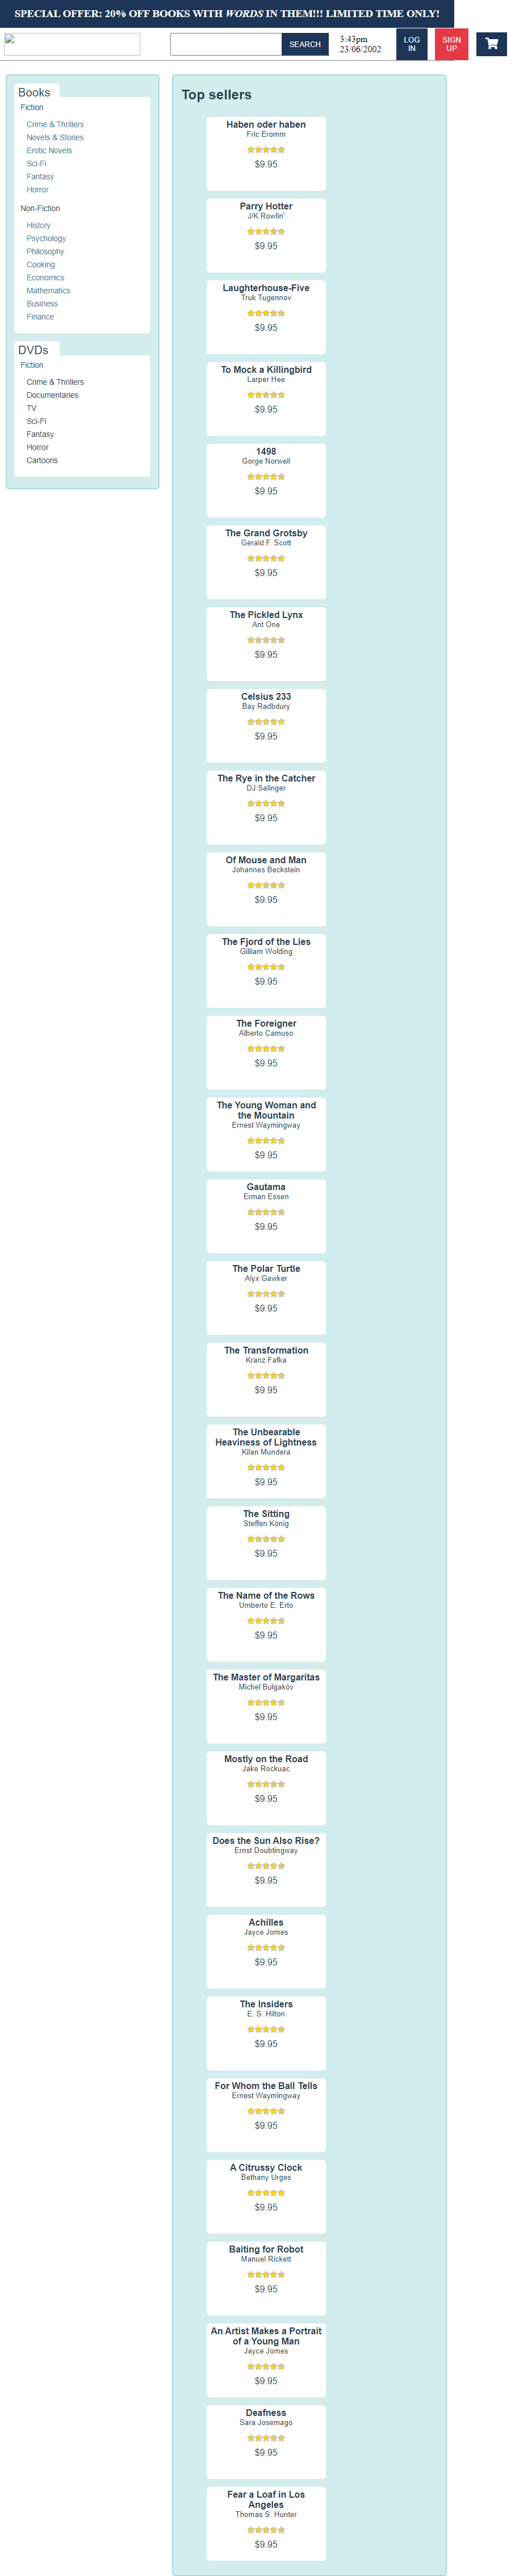 SPECIAL OFFER: 20% OFF BOOKS WITH WORDS IN THEM!!! LIMITED TIME ONLY!
SEARCH
3:43pm
23/06/2002
LOG
IN
SIGN
UP
Books
Fiction
Crime & Thrillers
Novels & Stories
Erotic Novels
Sci-Fi
Fantasy
Horror
Non-Fiction
History
Psychology
Philosophy
Cooking
Economics
Mathematics
Business
Finance
DVDs
Fiction
Crime & Thrillers
Documentaries
TV
Sci-Fi
Fantasy
Horror
Cartoons
Top sellers
Haben oder haben
Fric Eromm
$9.95
Parry Hotter
J/K Rowlin'
$9.95
Laughterhouse-Five
Truk Tugennov
$9.95
To Mock a Killingbird
Larper Hee
$9.95
1498
Gorge Norwell
$9.95
The Grand Grotsby
Gerald F. Scott
$9.95
The Pickled Lynx
Ant One
$9.95
Celsius 233
Bay Radbdury
$9.95
The Rye in the Catcher
DJ Salinger
$9.95
Of Mouse and Man
Johannes Beckstein
$9.95
The Fjord of the Lies
Gilliam Wolding
$9.95
The Foreigner
Alberto Camuso
$9.95
The Young Woman and
the Mountain
Ernest Waymingway
$9.95
Gautama
Erman Essen
$9.95
The Polar Turtle
Alyx Gawker
$9.95
The Transformation
Kranz Fafka
$9.95
The Unbearable
Heaviness of Lightness
Kilan Mundera
$9.95
The Sitting
Steffen König
$9.95
The Name of the Rows
Umberto E. Erto
$9.95
The Master of Margaritas
Michel Bulgakóv
$9.95
Mostly on the Road
Jake Rockuac
$9.95
Does the Sun Also Rise?
Ernst Doubtingway
$9.95
Achilles
Jayce Jomes
$9.95
The Insiders
E. S. Hilton
$9.95
For Whom the Ball Tells
Ernest Waymingway
$9.95
A Citrussy Clock
Bethany Urges
$9.95
Baiting for Robot
Manuel Rickett
$9.95
An Artist Makes a Portrait
of a Young Man
Jayce Jomes
$9.95
Deafness
Sara Josemago
$9.95
Fear a Loaf in Los
Angeles
Thomas S. Hunter
$9.95